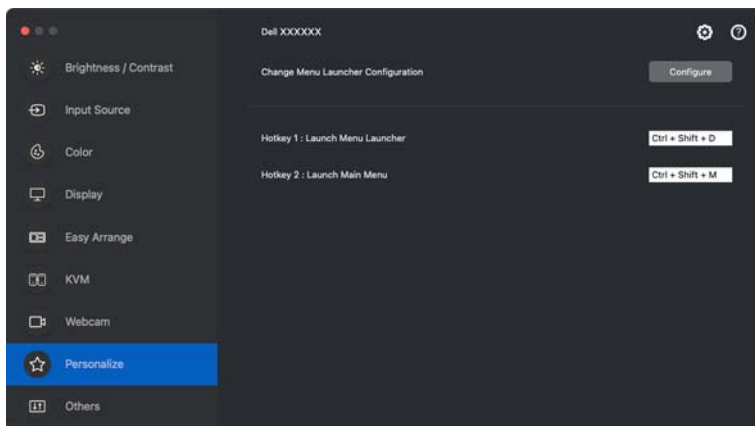 Dell XXXXXX
Brightness / Contrast
Change Menu Launcher Configuration
Configure
Input Source
Hotkey 1 : Launch Menu Launcher
Ctrl + Shift + D
Color
Hotkey 2 : Launch Main Menu
Ctrl + Shift + M
Display
Easy Arrange
KVM
Webcam
Personalize
Others